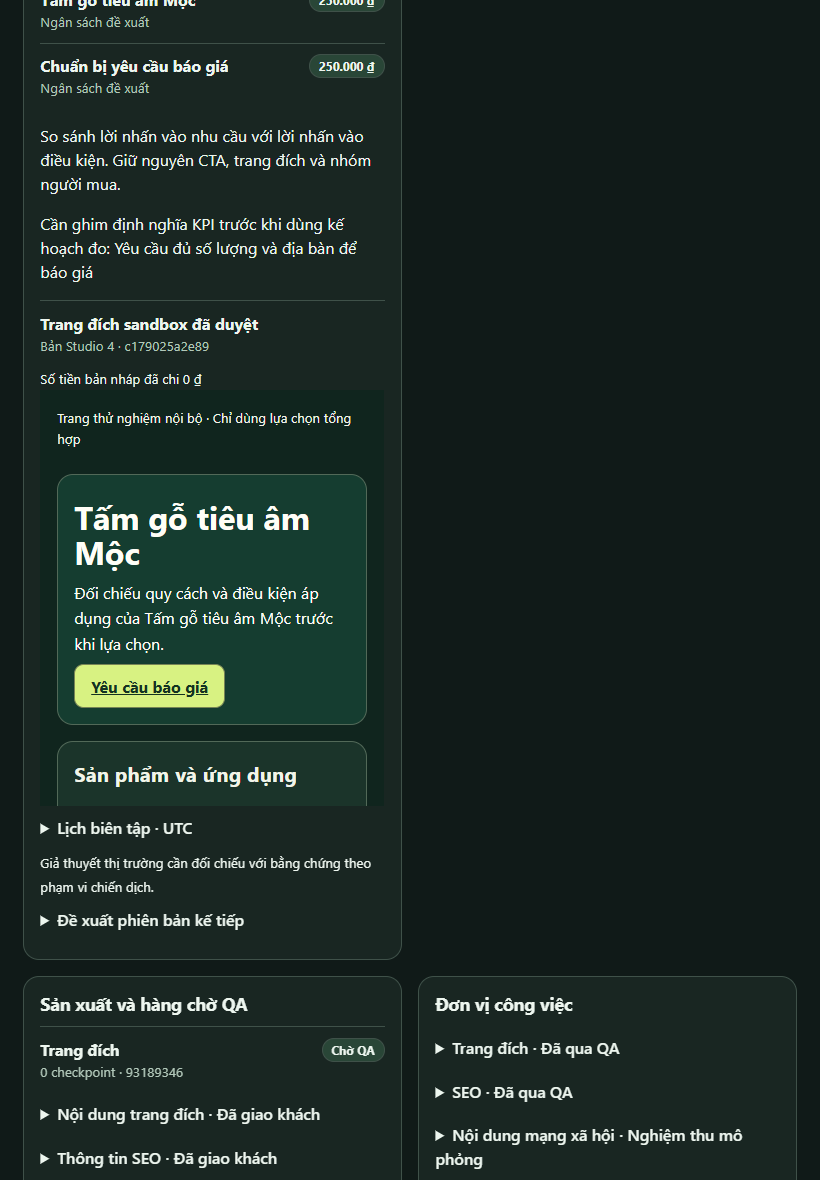 Tấm gỗ tiêu âm Mộc
250.000 ₫
Ngân sách đề xuất
Chuẩn bị yêu cầu báo giá
250.000 ₫
Ngân sách đề xuất
So sánh lời nhấn vào nhu cầu với lời nhấn vào
điều kiện. Giữ nguyên CTA, trang đích và nhóm
người mua.
Cần ghim định nghĩa KPI trước khi dùng kế
hoạch đo: Yêu cầu đủ số lượng và địa bàn để
báo giá
Trang đích sandbox đã duyệt
Bản Studio 4 · c179025a2e89
Số tiền bản nháp đã chi 0 ₫
Trang thử nghiệm nội bộ · Chỉ dùng lựa chọn tổng
hợp
Tấm gỗ tiêu âm
Mộc
Đối chiếu quy cách và điều kiện áp
dụng của Tấm gỗ tiêu âm Mộc trước
khi lựa chọn.
Yêu cầu báo giá
Sản phẩm và ứng dụng
Lịch biên tập · UTC
Giả thuyết thị trường cần đối chiếu với bằng chứng theo
phạm vi chiến dịch.
Đề xuất phiên bản kế tiếp
Sản xuất và hàng chờ QA
Trang đích
Chờ QA
0 checkpoint · 93189346
Nội dung trang đích · Đã giao khách
Thông tin SEO · Đã giao khách
Đơn vị công việc
Trang đích · Đã qua QA
SEO · Đã qua QA
Nội dung mạng xã hội · Nghiệm thu mô
phỏng